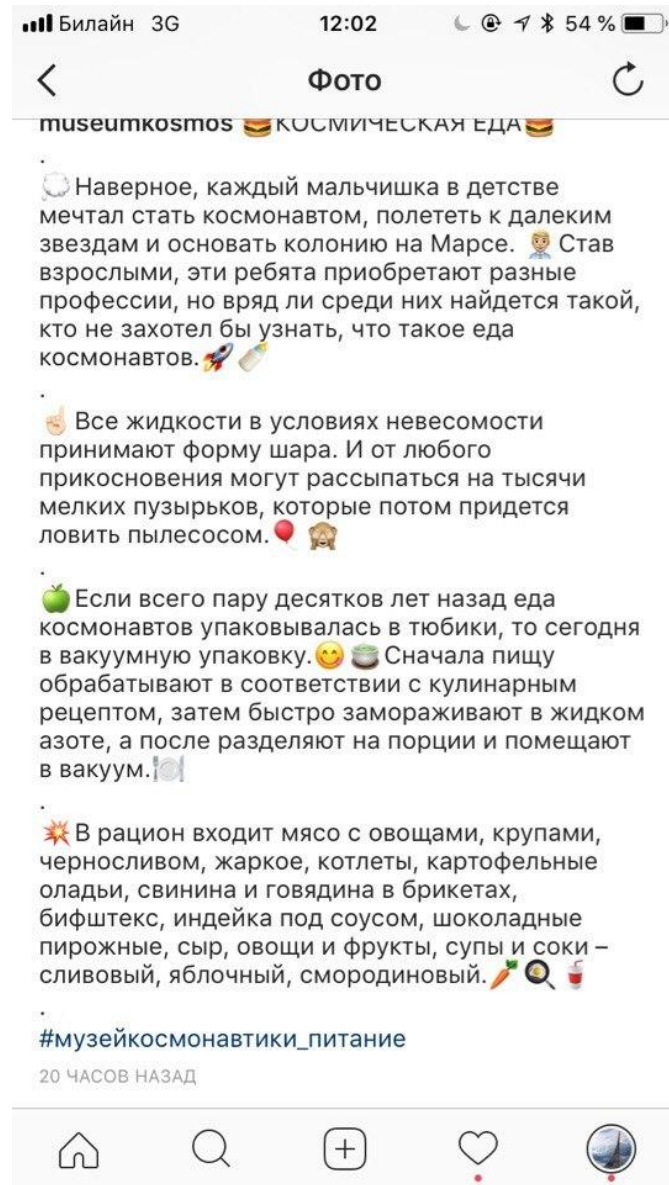 Билайн 3G 12:02 54 %
Фото
museumkosmos 🍔КОСМИЧЕСКАЯ ЕДА🍔
.
💭Наверное, каждый мальчишка в детстве
мечтал стать космонавтом, полететь к далеким
звездам и основать колонию на Марсе. 👨🏼‍💼Став
взрослыми, эти ребята приобретают разные
профессии, но вряд ли среди них найдется такой,
кто не захотел бы узнать, что такое еда
космонавтов.🚀🍼
.
☝🏻Все жидкости в условиях невесомости
принимают форму шара. И от любого
прикосновения могут рассыпаться на тысячи
мелких пузырьков, которые потом придется
ловить пылесосом.🎈🙈
.
🍏Если всего пару десятков лет назад еда
космонавтов упаковывалась в тюбики, то сегодня
в вакуумную упаковку.😋🍵Сначала пищу
обрабатывают в соответствии с кулинарным
рецептом, затем быстро замораживают в жидком
азоте, а после разделяют на порции и помещают
в вакуум.🍽
.
💥В рацион входит мясо с овощами, крупами,
черносливом, жаркое, котлеты, картофельные
оладьи, свинина и говядина в брикетах,
бифштекс, индейка под соусом, шоколадные
пирожные, сыр, овощи и фрукты, супы и соки –
сливовый, яблочный, смородиновый.🥕🍳🥤
.
#музейкосмонавтики_питание
20 ЧАСОВ НАЗАД